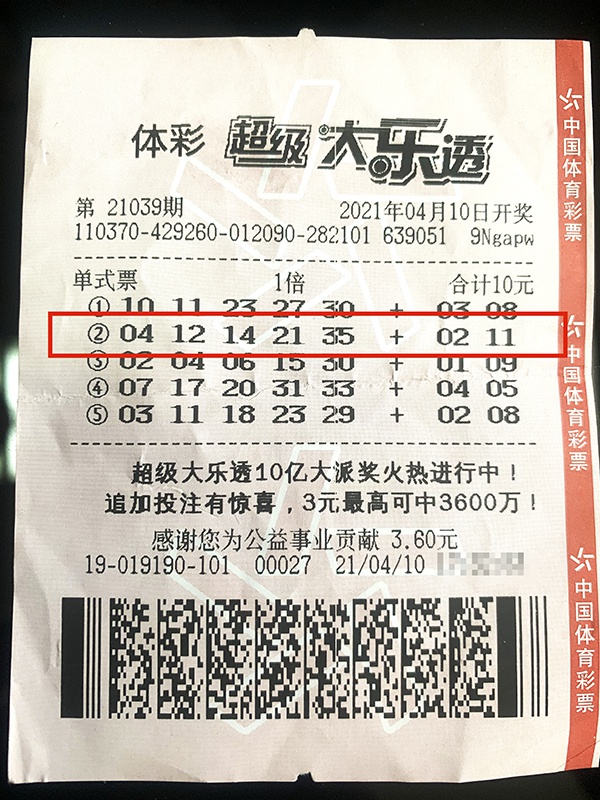 体彩 超级大乐透
第 21039期 2021年04月10日开奖
110370-429260-012090-282101 639051 9Ngapw
单式票 1倍 合计10元
① 10 11 23 27 30 + 03 08
② 04 12 14 21 35 + 02 11
③ 02 04 06 15 30 + 01 09
④ 07 17 20 31 33 + 04 05
⑤ 03 11 18 23 29 + 02 08
超级大乐透10亿大派奖火热进行中!
追加投注有惊喜,3元最高可中3600万!
感谢您为公益事业贡献 3.60元
19-019190-101 00027 21/04/10
中国体育彩票
中国体育彩票
中国体育彩票